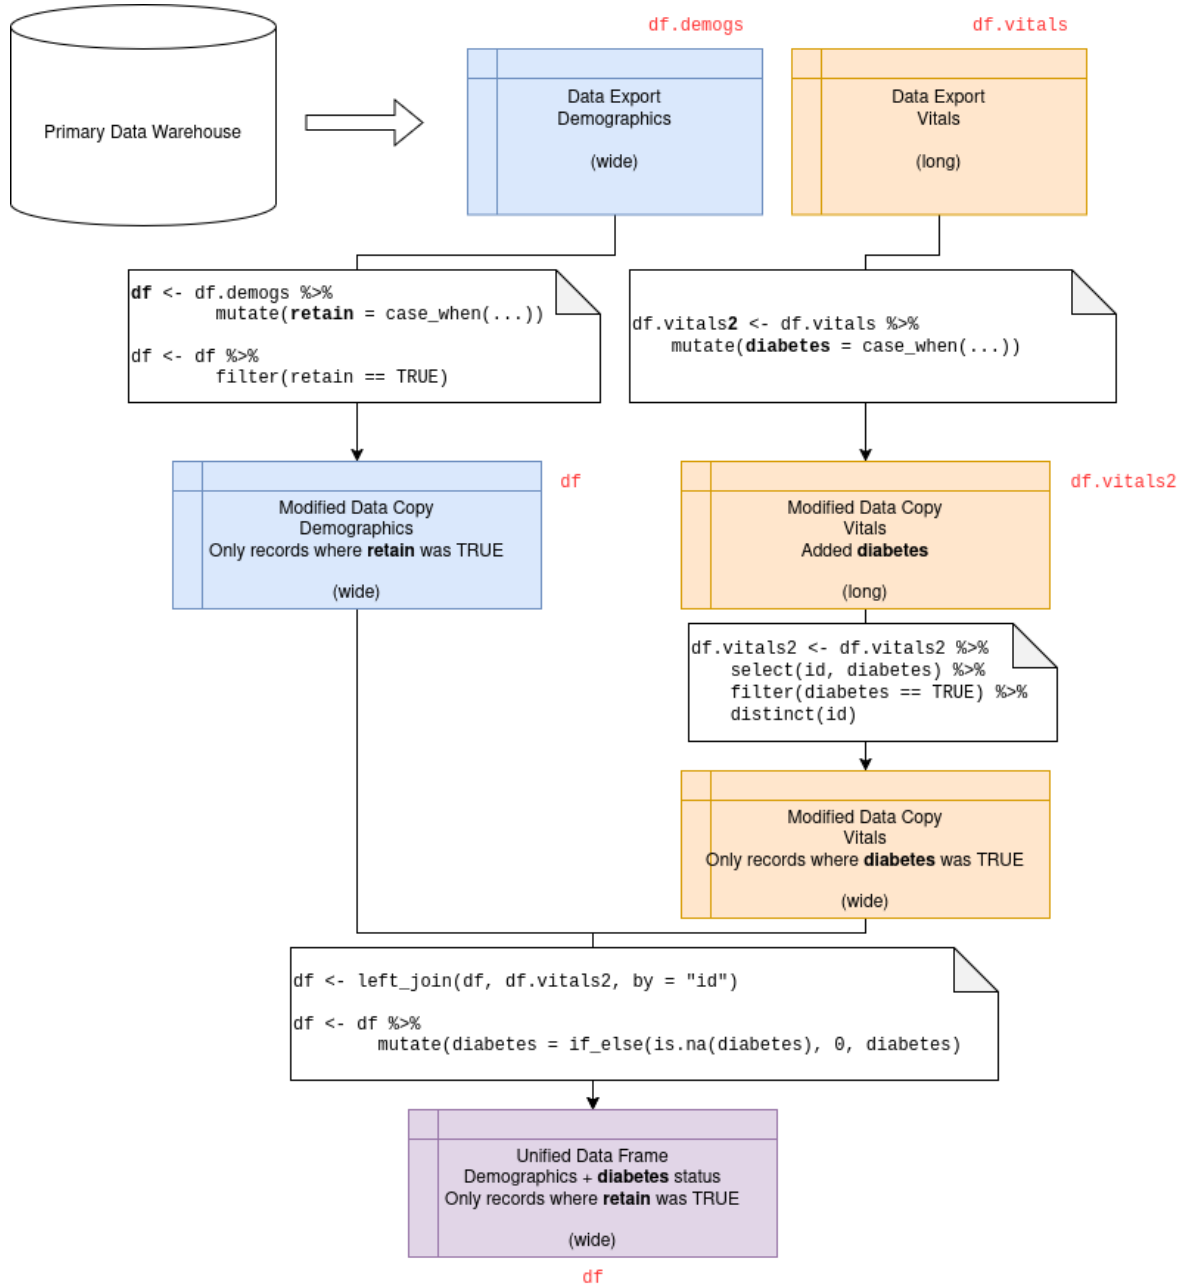 df.demogs
df.vitals
Primary Data Warehouse
Data Export
Demographics
(wide)
Data Export
Vitals
(long)
df <- df.demogs %>%
mutate(retain = case_when(...))
df <- df %>%
filter(retain == TRUE)
df.vitals2 <- df.vitals %>%
mutate(diabetes = case_when(...))
df
Modified Data Copy
Demographics
Only records where retain was TRUE
(wide)
df.vitals2
Modified Data Copy
Vitals
Added diabetes
(long)
df.vitals2 <- df.vitals2 %>%
select(id, diabetes) %>%
filter(diabetes == TRUE) %>%
distinct(id)
Modified Data Copy
Vitals
Only records where diabetes was TRUE
(wide)
df <- left_join(df, df.vitals2, by = "id")
df <- df %>%
mutate(diabetes = if_else(is.na(diabetes), 0, diabetes)
Unified Data Frame
Demographics + diabetes status
Only records where retain was TRUE
(wide)
df